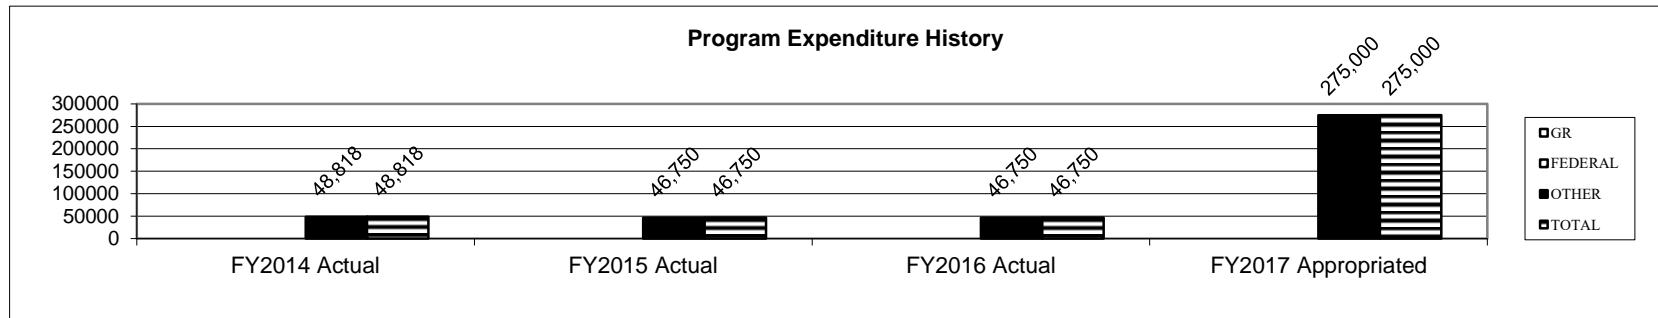 Program Expenditure History
275,000 275,000
300000
250000
200000
150000
100000
50000
0
48,818 48,818
46,750 46,750
46,750 46,750
FY2014 Actual
FY2015 Actual
FY2016 Actual
FY2017 Appropriated
GR
FEDERAL
OTHER
TOTAL